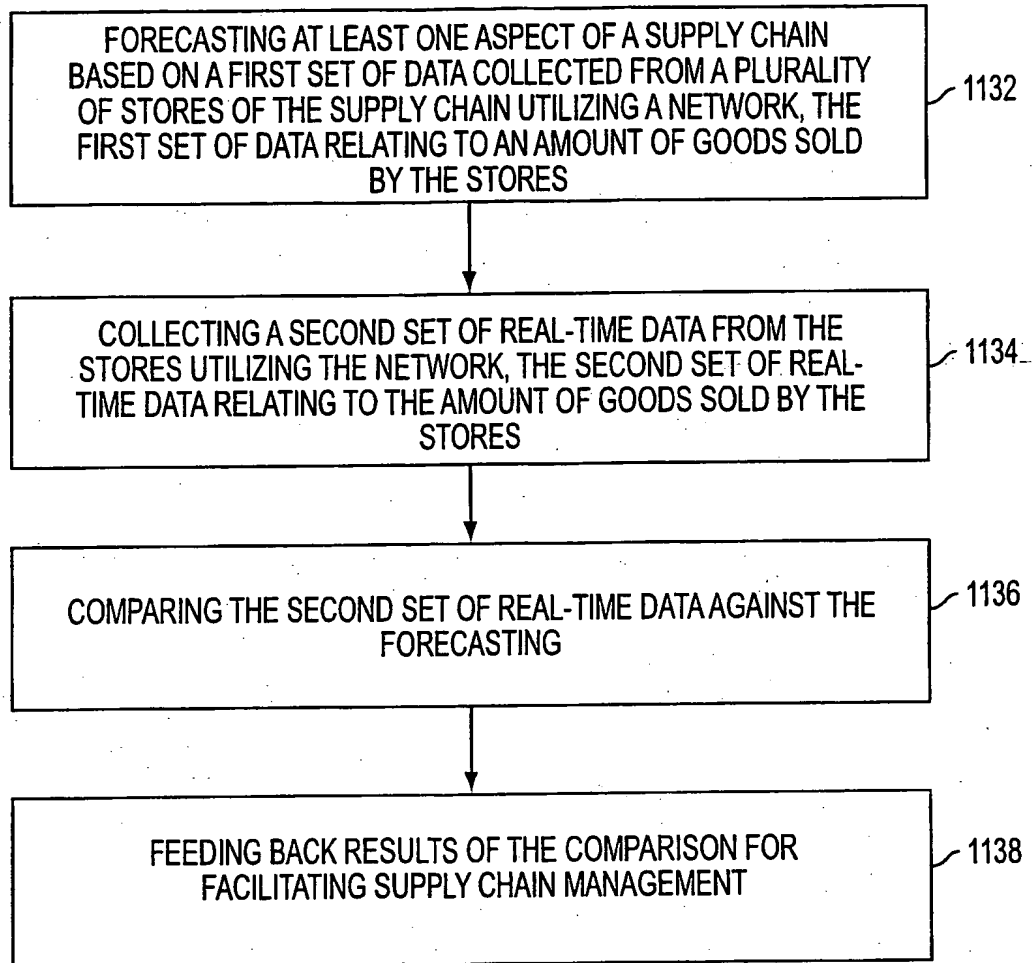 FORECASTING AT LEAST ONE ASPECT OF A SUPPLY CHAIN
BASED ON A FIRST SET OF DATA COLLECTED FROM A PLURALITY
OF STORES OF THE SUPPLY CHAIN UTILIZING A NETWORK, THE
FIRST SET OF DATA RELATING TO AN AMOUNT OF GOODS SOLD
BY THE STORES
1132
COLLECTING A SECOND SET OF REAL-TIME DATA FROM THE
STORES UTILIZING THE NETWORK, THE SECOND SET OF REAL-
TIME DATA RELATING TO THE AMOUNT OF GOODS SOLD BY THE
STORES
1134
COMPARING THE SECOND SET OF REAL-TIME DATA AGAINST THE
FORECASTING
1136
FEEDING BACK RESULTS OF THE COMPARISON FOR
FACILITATING SUPPLY CHAIN MANAGEMENT
1138